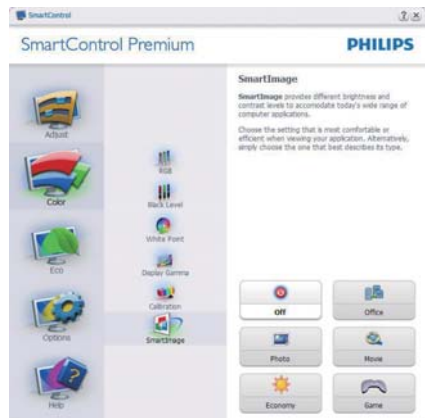 SmartControl
SmartControl Premium
PHILIPS
Adjust
Color
Eco
Options
Help
RGB
Black Level
White Point
Display Gamma
Calibration
SmartImage
SmartImage
SmartImage provides different brightness and
contrast levels to accomodate today's wide range of
computer applications.
Choose the setting that is most comfortable or
efficient when viewing your application. Alternatively,
simply choose the one that best describes its type.
Off
Office
Photo
Movie
Economy
Game